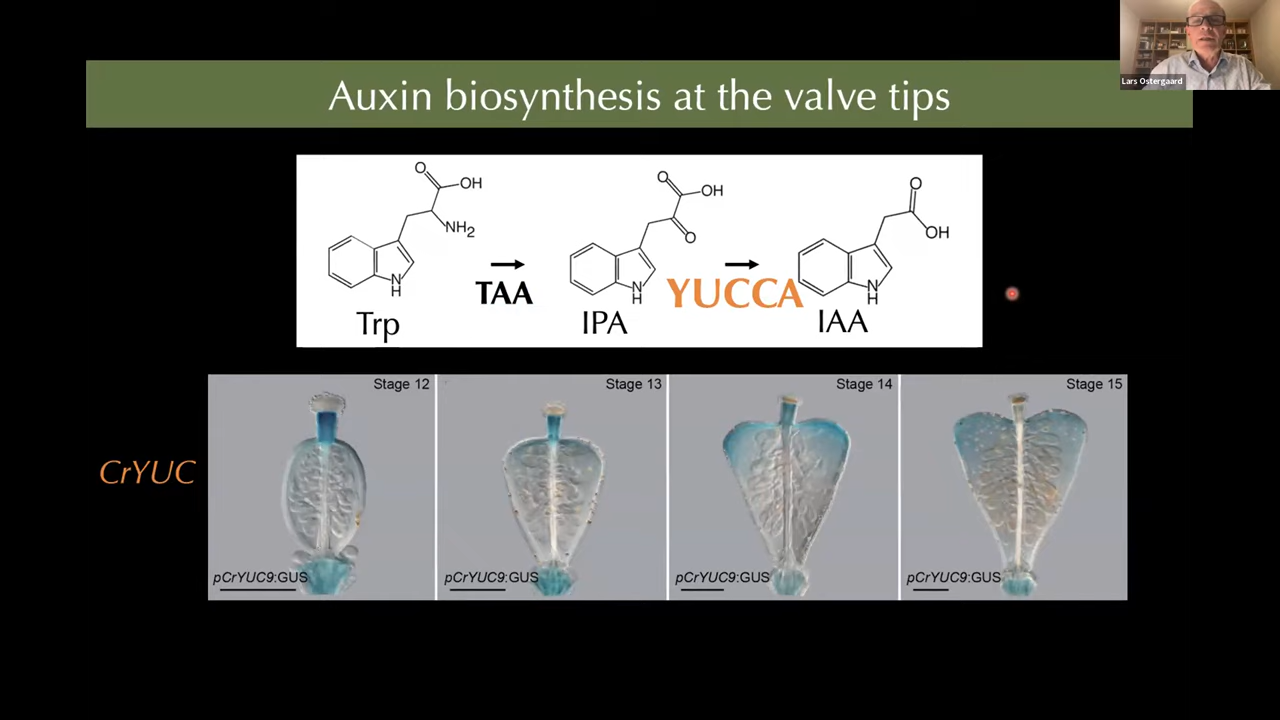 Auxin biosynthesis at the valve tips
Lars Ostergaard
O
OH
NH2
N
H
Trp
TAA
O
OH
O
N
H
IPA
YUCCA
O
OH
N
H
IAA
CrYUC
Stage 12
pCrYUC9:GUS
Stage 13
pCrYUC9:GUS
Stage 14
pCrYUC9:GUS
Stage 15
pCrYUC9:GUS